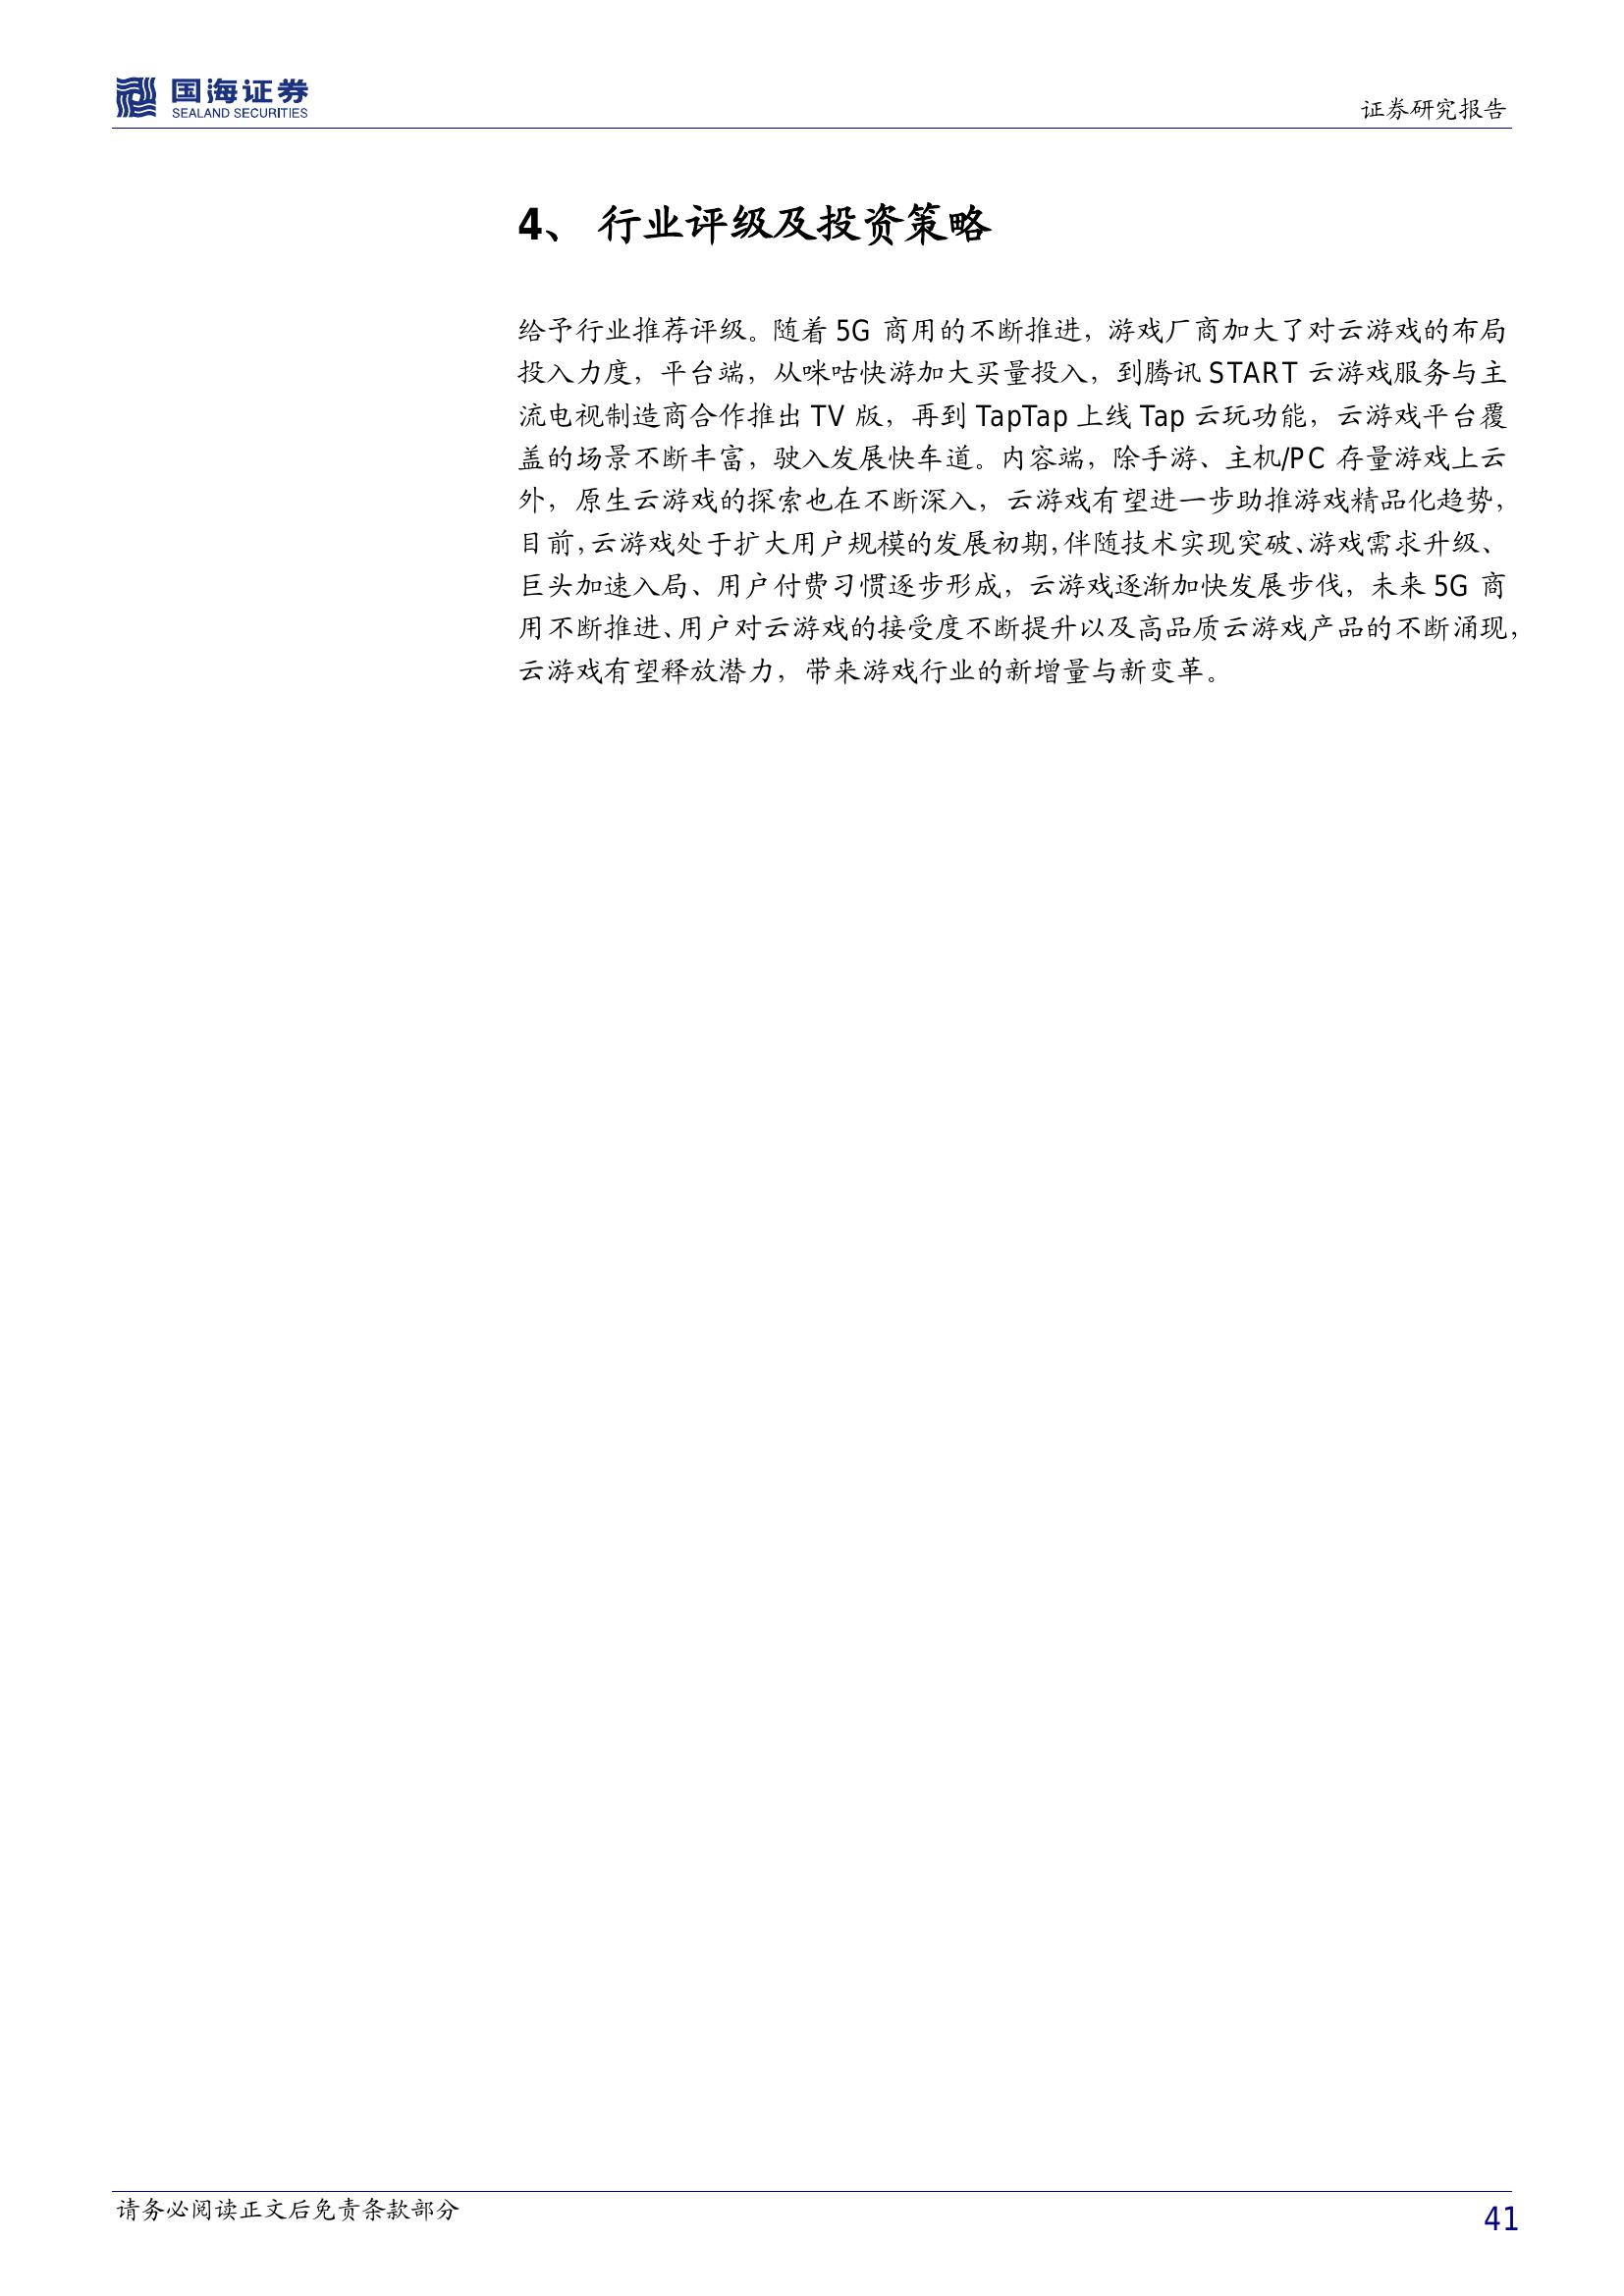 国海证券
SEALAND SECURITIES
证券研究报告
4、 行业评级及投资策略
给予行业推荐评级。随着 5G 商用的不断推进，游戏厂商加大了对云游戏的布局
投入力度，平台端，从咪咕快游加大买量投入，到腾讯 START 云游戏服务与主
流电视制造商合作推出 TV 版，再到 TapTap 上线 Tap 云玩功能，云游戏平台覆
盖的场景不断丰富，驶入发展快车道。内容端，除手游、主机/PC 存量游戏上云
外，原生云游戏的探索也在不断深入，云游戏有望进一步助推游戏精品化趋势，
目前，云游戏处于扩大用户规模的发展初期，伴随技术实现突破、游戏需求升级、
巨头加速入局、用户付费习惯逐步形成，云游戏逐渐加快发展步伐，未来 5G 商
用不断推进、用户对云游戏的接受度不断提升以及高品质云游戏产品的不断涌现，
云游戏有望释放潜力，带来游戏行业的新增量与新变革。
请务必阅读正文后免责条款部分
41